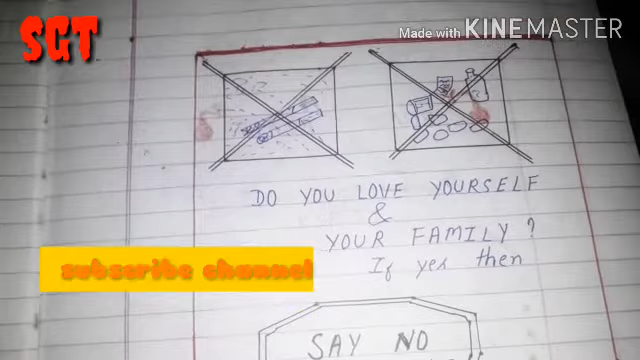 SGT
Made with KINEMASTER
DO YOU LOVE YOURSELF
&
YOUR FAMILY ?
If yes then
subscribe channel
SAY NO